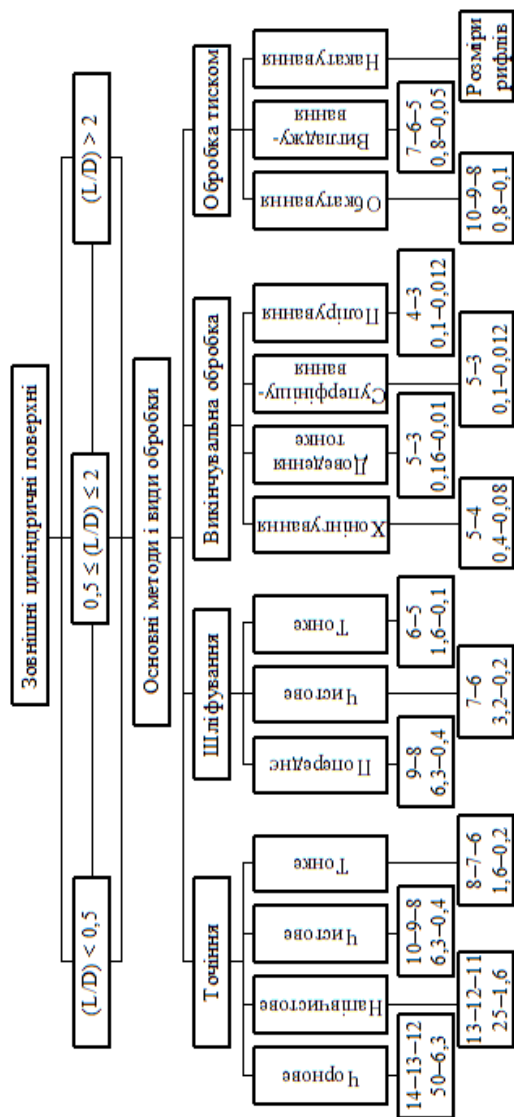 Зовнішні циліндричні поверхні
(L/D) < 0,5
0,5 ≤ (L/D) ≤ 2
(L/D) > 2
Основні методи і види обробки
Точіння
Шліфування
Викінчувальна обробка
Обробка тиском
Чорнове
Напівчистове
Чистове
Тонке
Попереднє
Чистове
Тонке
Хонінгування
Доведення
тонке
Суперфінішу-
вання
Полірування
Обкатування
Вигладжу-
вання
Накатування
14–13–12
50–6,3
13–12–11
25–1,6
10–9–8
6,3–0,4
8–7–6
1,6–0,2
9–8
6,3–0,4
7–6
3,2–0,2
6–5
1,6–0,1
5–4
0,4–0,08
5–3
0,16–0,01
5–3
0,1–0,012
4–3
0,1–0,012
10–9–8
0,8–0,1
7–6–5
0,8–0,05
Розміри
рифлів